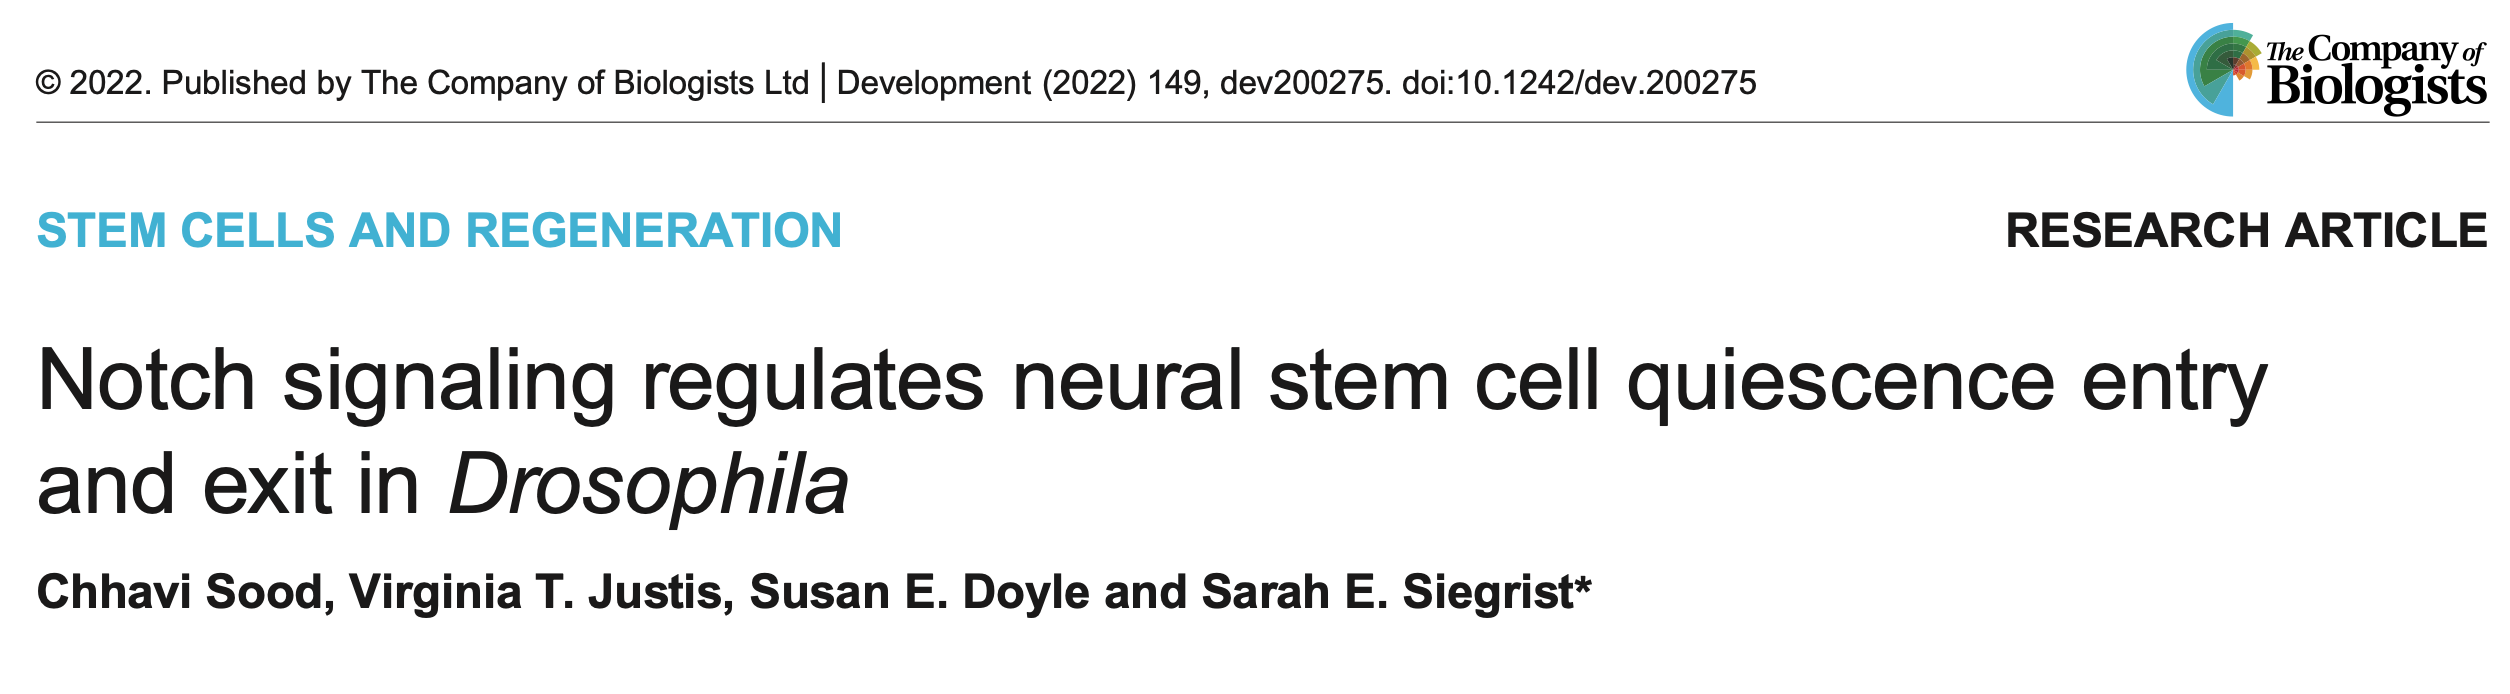 © 2022. Published by The Company of Biologists Ltd | Development (2022) 149, dev200275. doi:10.1242/dev.200275
The Company of
Biologists
STEM CELLS AND REGENERATION
RESEARCH ARTICLE
Notch signaling regulates neural stem cell quiescence entry
and exit in Drosophila
Chhavi Sood, Virginia T. Justis, Susan E. Doyle and Sarah E. Siegrist*